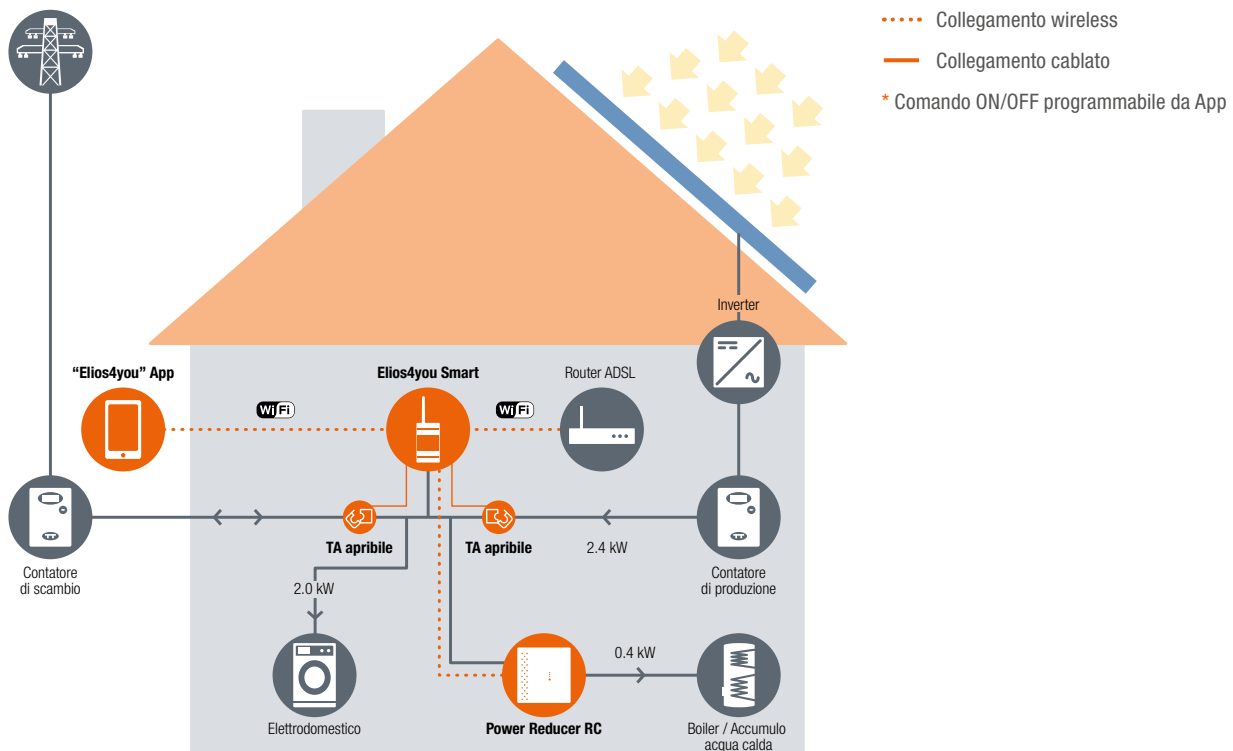 Collegamento wireless
Collegamento cablato
* Comando ON/OFF programmabile da App
Inverter
“Elios4you” App
Elios4you Smart
Router ADSL
WiFi
WiFi
TA apribile
TA apribile
2.4 kW
Contatore
di scambio
Contatore
di produzione
2.0 kW
0.4 kW
Elettrodomestico
Power Reducer RC
Boiler / Accumulo
acqua calda